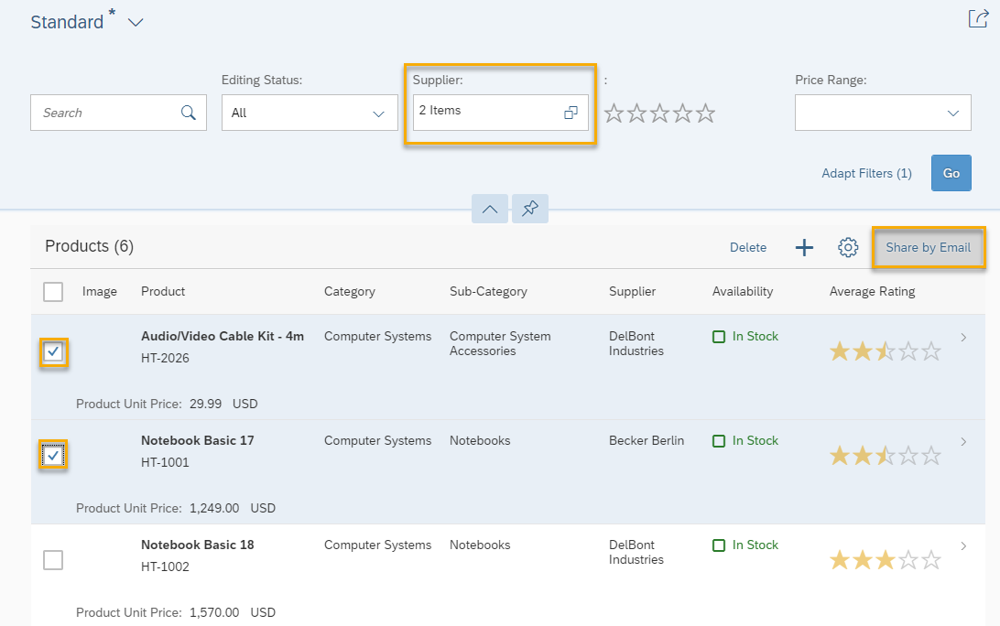 Standard *
Editing Status:
Supplier:
:
Price Range:
Search
All
2 Items
Adapt Filters (1)
Go
Products (6)
Delete
Share by Email
Image Product Category Sub-Category Supplier Availability Average Rating
Audio/Video Cable Kit - 4m Computer Systems Computer System DelBont In Stock
HT-2026 Accessories Industries
Product Unit Price: 29.99 USD
Notebook Basic 17 Computer Systems Notebooks Becker Berlin In Stock
HT-1001
Product Unit Price: 1,249.00 USD
Notebook Basic 18 Computer Systems Notebooks DelBont In Stock
HT-1002 Industries
Product Unit Price: 1,570.00 USD